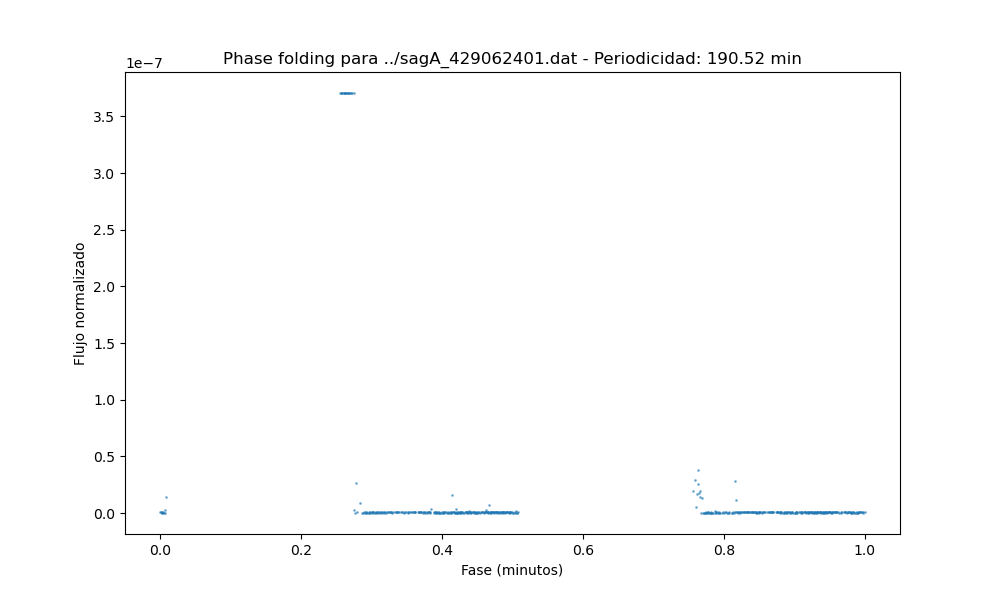 Phase folding para ../sagA_429062401.dat - Periodicidad: 190.52 min
1e−7
3.5
3.0
2.5
2.0
1.5
1.0
0.5
0.0
Flujo normalizado
0.0 0.2 0.4 0.6 0.8 1.0
Fase (minutos)